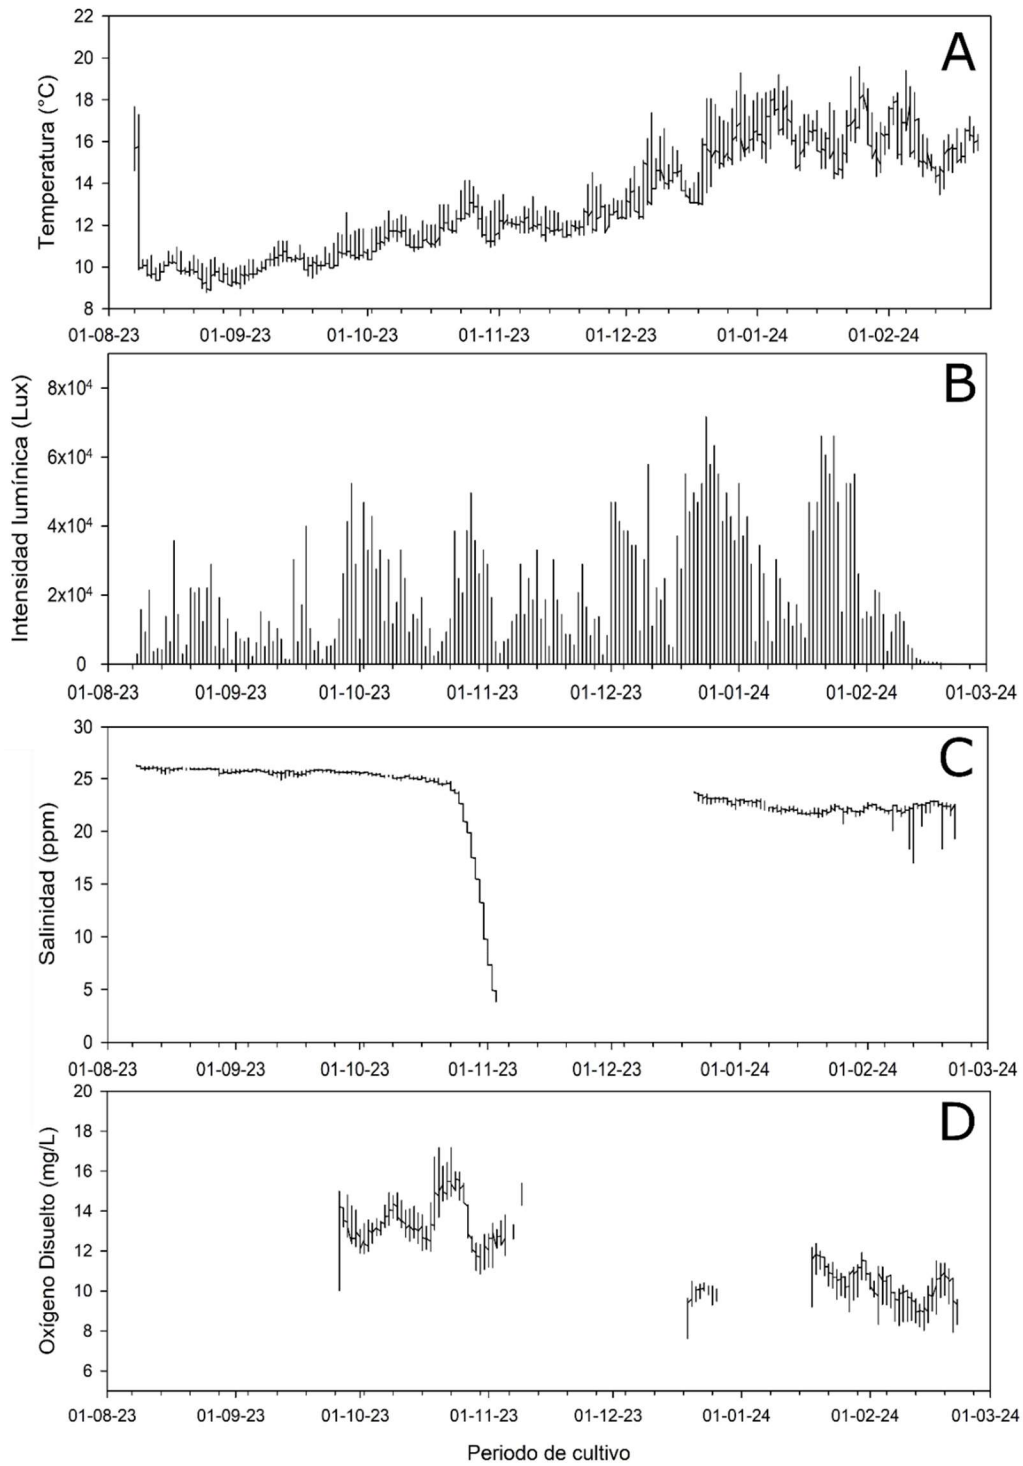 A
Temperatura (°C)
22
20
18
16
14
12
10
8
01-08-23 01-09-23 01-10-23 01-11-23 01-12-23 01-01-24 01-02-24
B
Intensidad lumínica (Lux)
8x10⁴
6x10⁴
4x10⁴
2x10⁴
0
01-08-23 01-09-23 01-10-23 01-11-23 01-12-23 01-01-24 01-02-24 01-03-24
C
Salinidad (ppm)
30
25
20
15
10
5
0
01-08-23 01-09-23 01-10-23 01-11-23 01-12-23 01-01-24 01-02-24 01-03-24
D
Oxígeno Disuelto (mg/L)
20
18
16
14
12
10
8
6
01-08-23 01-09-23 01-10-23 01-11-23 01-12-23 01-01-24 01-02-24 01-03-24
Periodo de cultivo